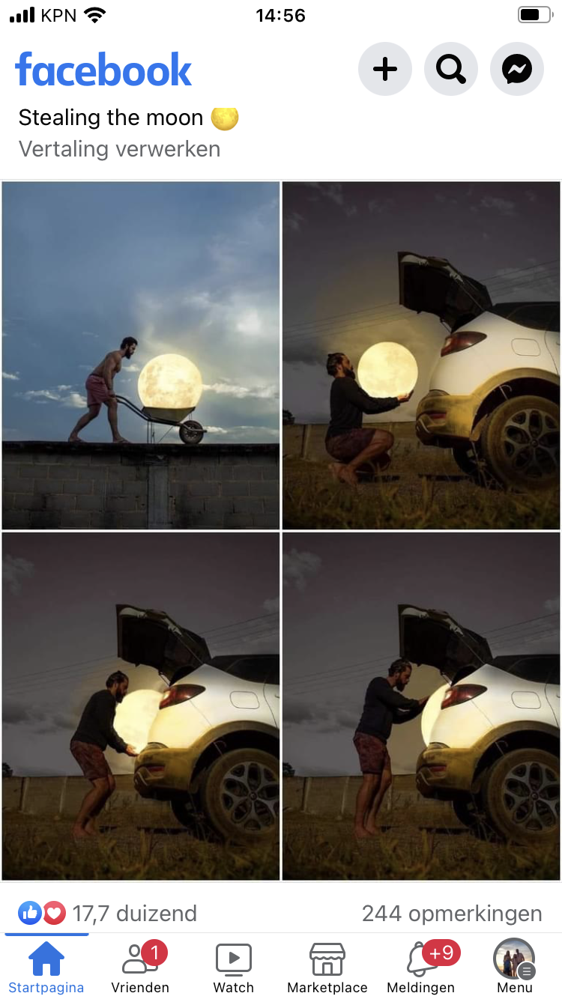 KPN 14:56
facebook
Stealing the moon
Vertaling verwerken
17,7 duizend 244 opmerkingen
1 +9
Startpagina Vrienden Watch Marketplace Meldingen Menu